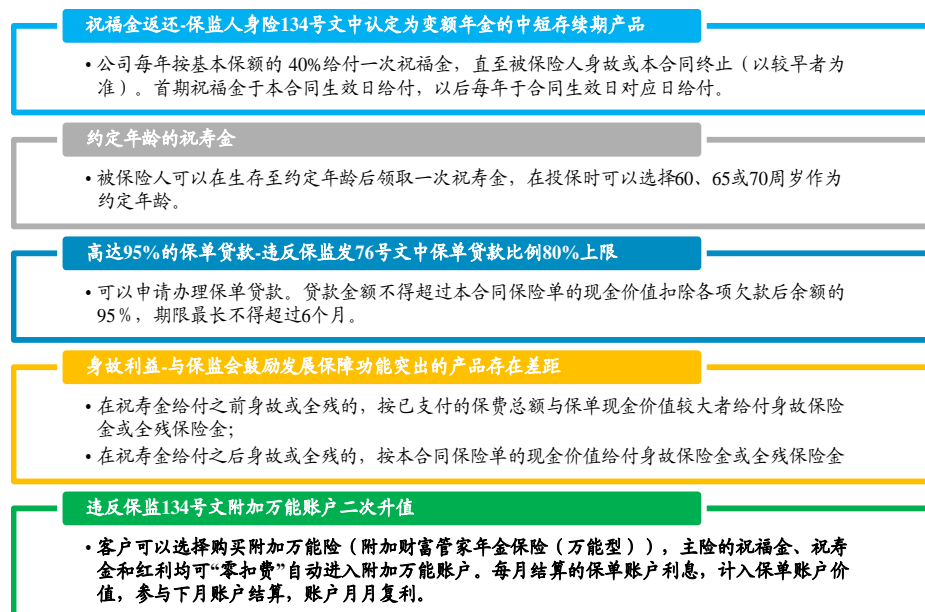 祝福金返还-保监人身险134号文中认定为变额年金的中短存续期产品
• 公司每年按基本保额的 40%给付一次祝福金，直至被保险人身故或本合同终止（以较早者为
准）。首期祝福金于本合同生效日给付，以后每年于合同生效日对应日给付。
约定年龄的祝寿金
• 被保险人可以在生存至约定年龄后领取一次祝寿金，在投保时可以选择60、65或70周岁作为
约定年龄。
高达95%的保单贷款-违反保监发76号文中保单贷款比例80%上限
• 可以申请办理保单贷款。贷款金额不得超过本合同保险单的现金价值扣除各项欠款后余额的
95%，期限最长不得超过6个月。
身故利益-与保监会鼓励发展保障功能突出的产品存在差距
• 在祝寿金给付之前身故或全残的，按已支付的保费总额与保单现金价值较大者给付身故保险
金或全残保险金；
• 在祝寿金给付之后身故或全残的，按本合同保险单的现金价值给付身故保险金或全残保险金
违反保监134号文附加万能账户二次升值
• 客户可以选择购买附加万能险（附加财富管家年金保险（万能型）），主险的祝福金、祝寿
金和红利均可“零扣费”自动进入附加万能账户。每月结算的保单账户利息，计入保单账户价
值，参与下月账户结算，账户月月复利。